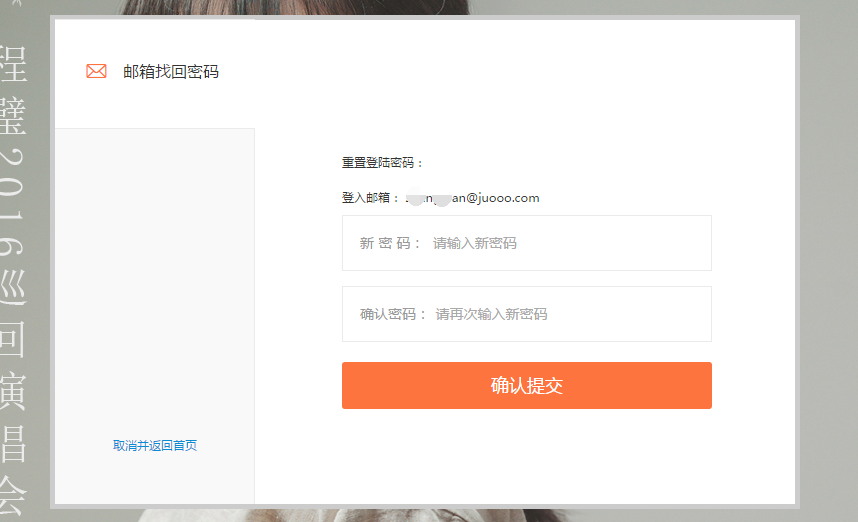 程璧2016巡回演唱会
邮箱找回密码
重置登陆密码：
登入邮箱： an@juooo.com
新 密 码： 请输入新密码
确认密码： 请再次输入新密码
确认提交
取消并返回首页